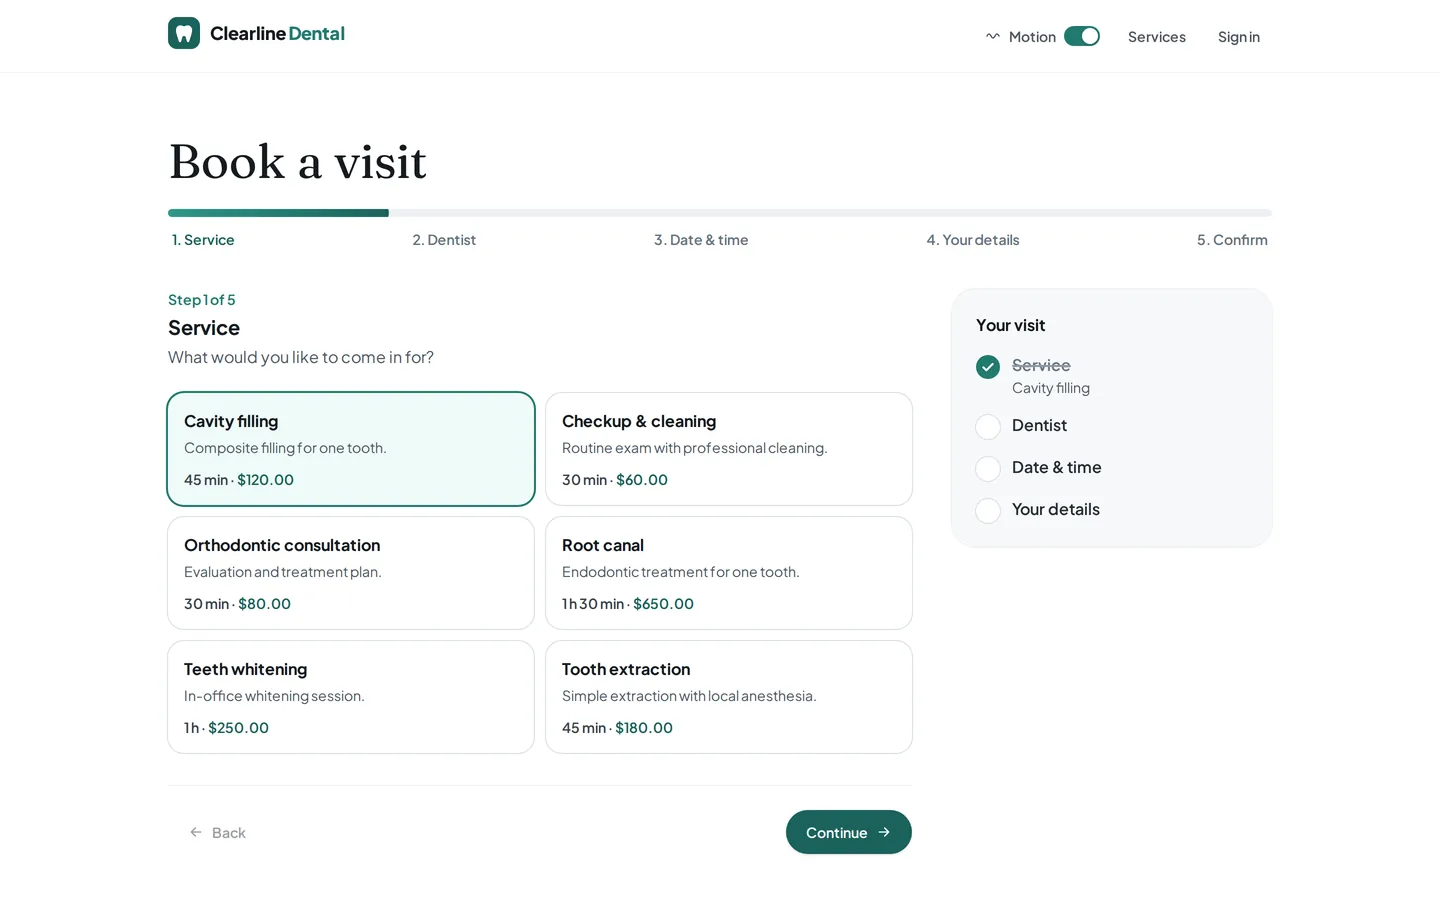 Clearline Dental
Motion
Services
Sign in
Book a visit
1. Service
2. Dentist
3. Date & time
4. Your details
5. Confirm
Step 1 of 5
Service
What would you like to come in for?
Cavity filling
Composite filling for one tooth.
45 min · $120.00
Checkup & cleaning
Routine exam with professional cleaning.
30 min · $60.00
Orthodontic consultation
Evaluation and treatment plan.
30 min · $80.00
Root canal
Endodontic treatment for one tooth.
1 h 30 min · $650.00
Teeth whitening
In-office whitening session.
1 h · $250.00
Tooth extraction
Simple extraction with local anesthesia.
45 min · $180.00
← Back
Continue →
Your visit
Service
Cavity filling
Dentist
Date & time
Your details